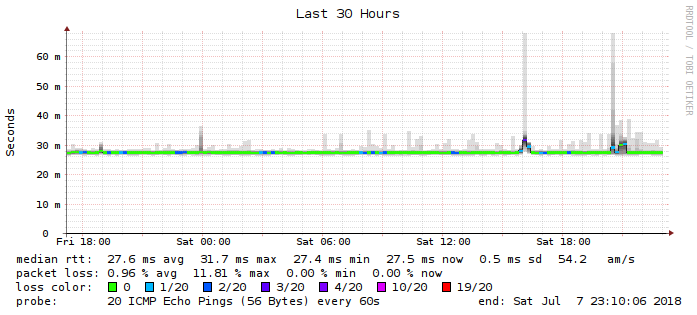 Last 30 Hours
RRDTOOL / TOBI OETIKER
Seconds
60 m
50 m
40 m
30 m
20 m
10 m
0
Fri 18:00 Sat 00:00 Sat 06:00 Sat 12:00 Sat 18:00
median rtt: 27.6 ms avg 31.7 ms max 27.4 ms min 27.5 ms now 0.5 ms sd 54.2 am/s
packet loss: 0.96 % avg 11.81 % max 0.00 % min 0.00 % now
loss color: 0 1/20 2/20 3/20 4/20 10/20 19/20
probe: 20 ICMP Echo Pings (56 Bytes) every 60s end: Sat Jul 7 23:10:06 2018